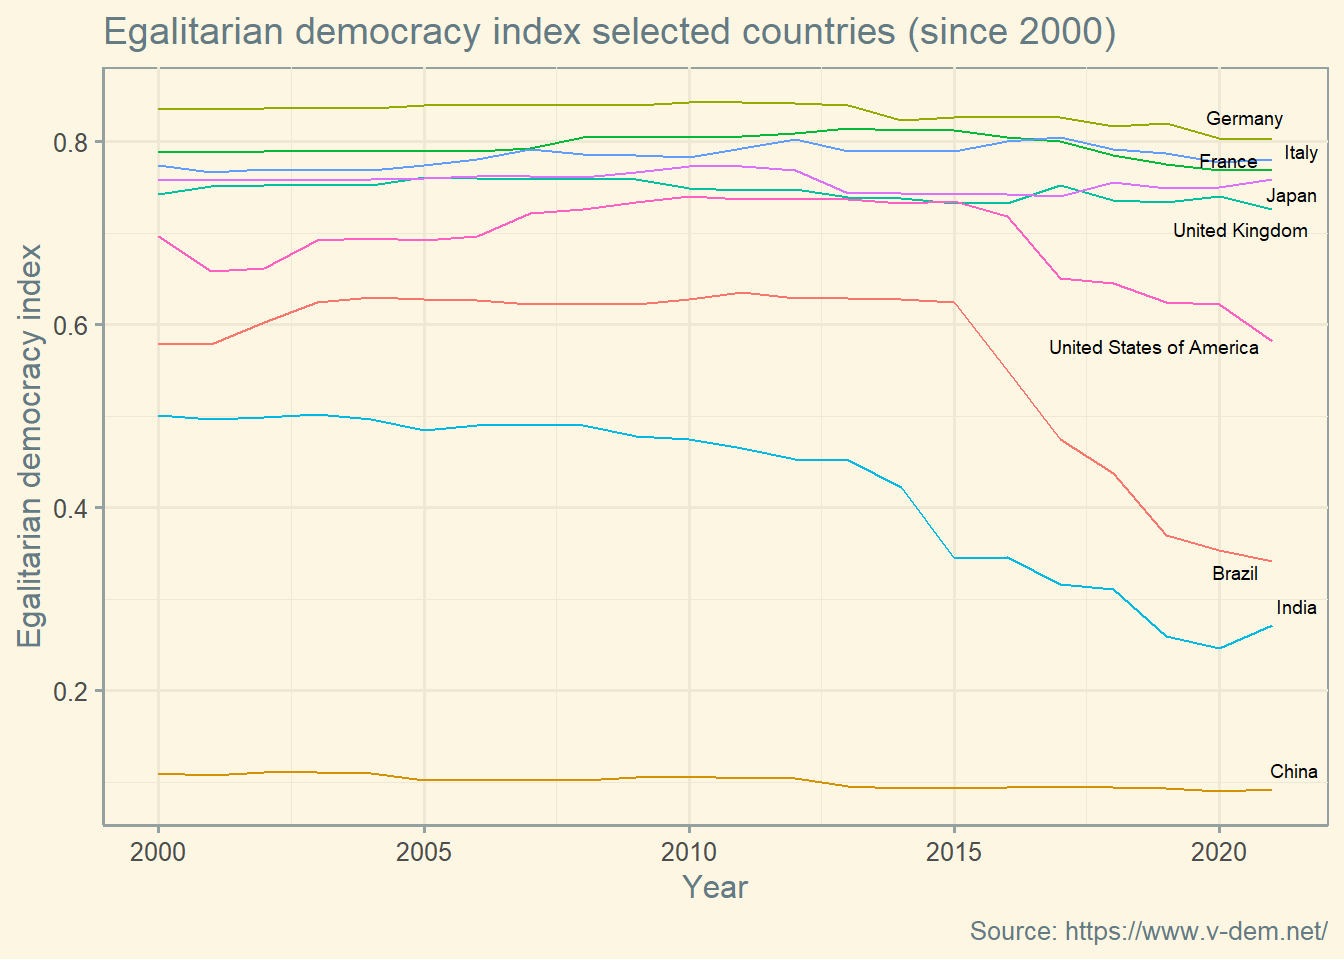 Egalitarian democracy index selected countries (since 2000)
Egalitarian democracy index
0.8
0.6
0.4
0.2
Germany
Italy
France
Japan
United Kingdom
United States of America
Brazil
India
China
2000 2005 2010 2015 2020
Year
Source: https://www.v-dem.net/